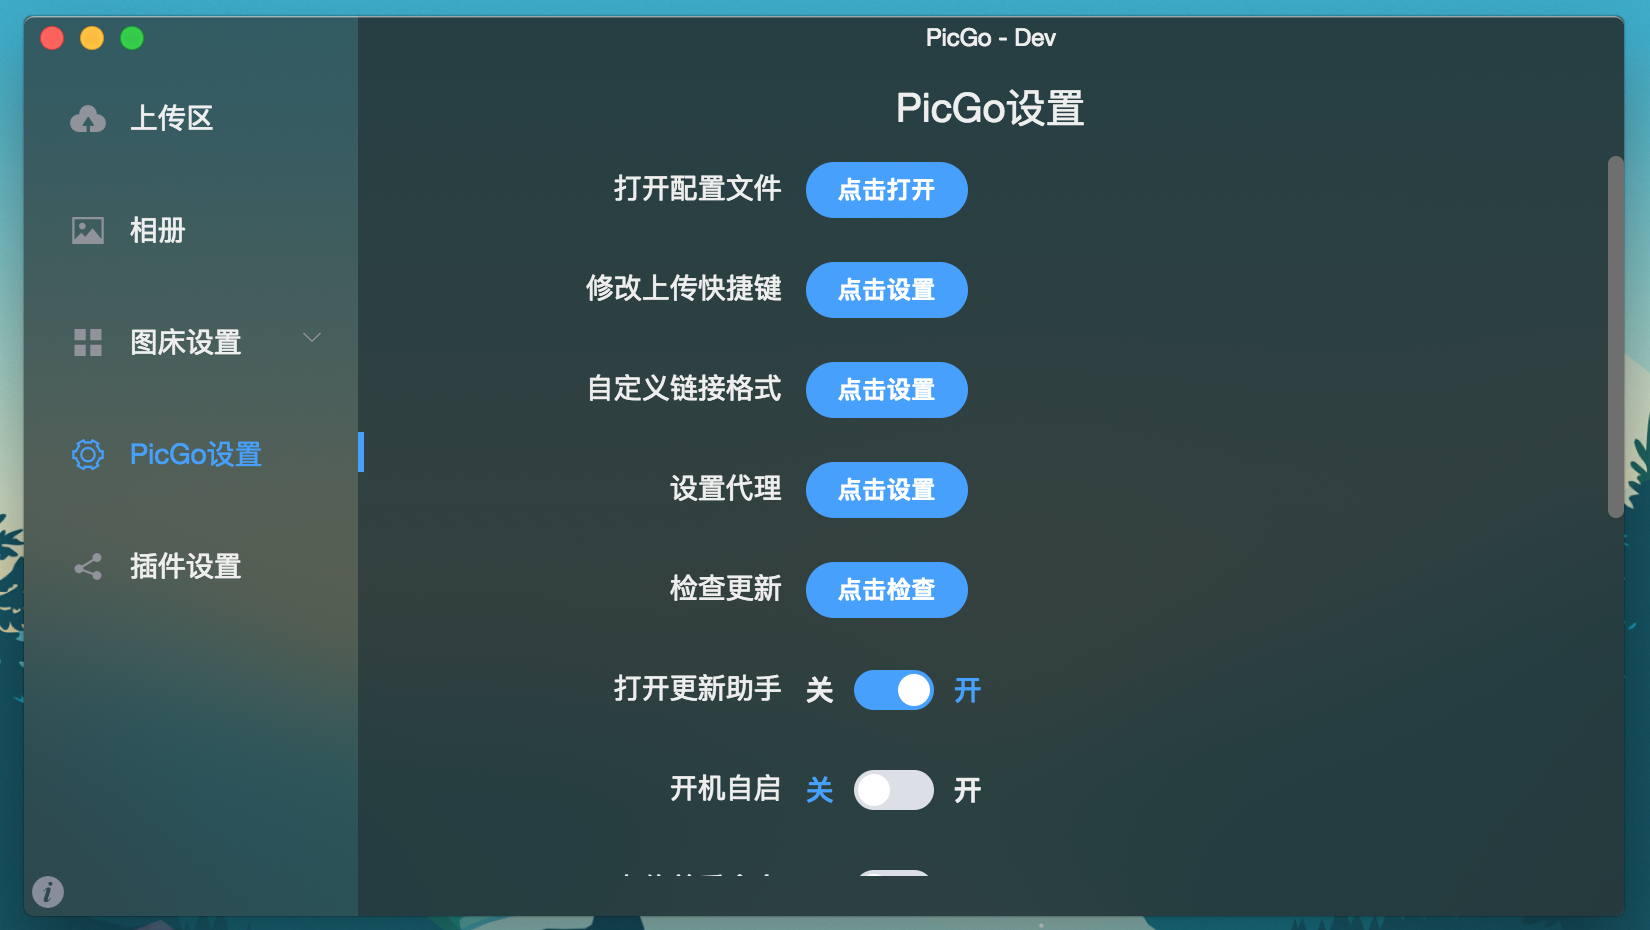 PicGo - Dev
上传区
相册
图床设置
PicGo设置
插件设置
PicGo设置
打开配置文件 点击打开
修改上传快捷键 点击设置
自定义链接格式 点击设置
设置代理 点击设置
检查更新 点击检查
打开更新助手 关 开
开机自启 关 开